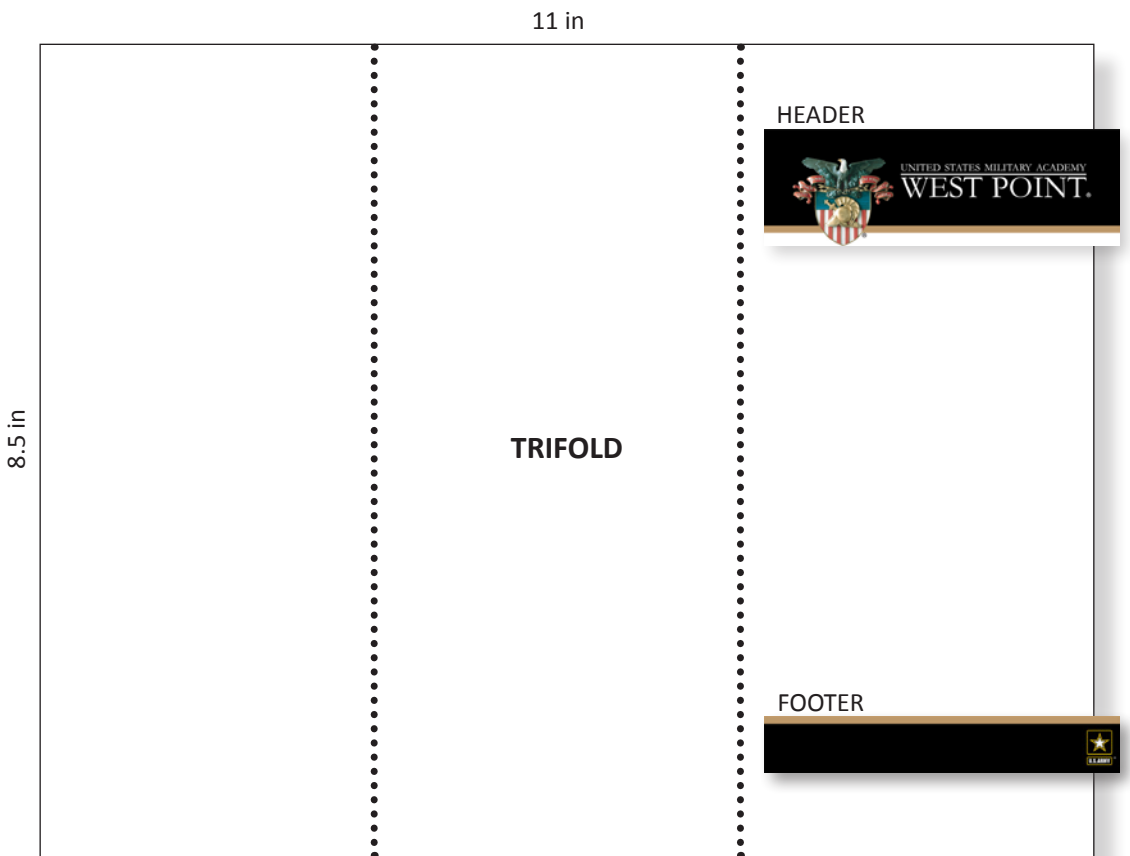 11 in
HEADER
UNITED STATES MILITARY ACADEMY
WEST POINT®
8.5 in
TRIFOLD
FOOTER
U.S. ARMY